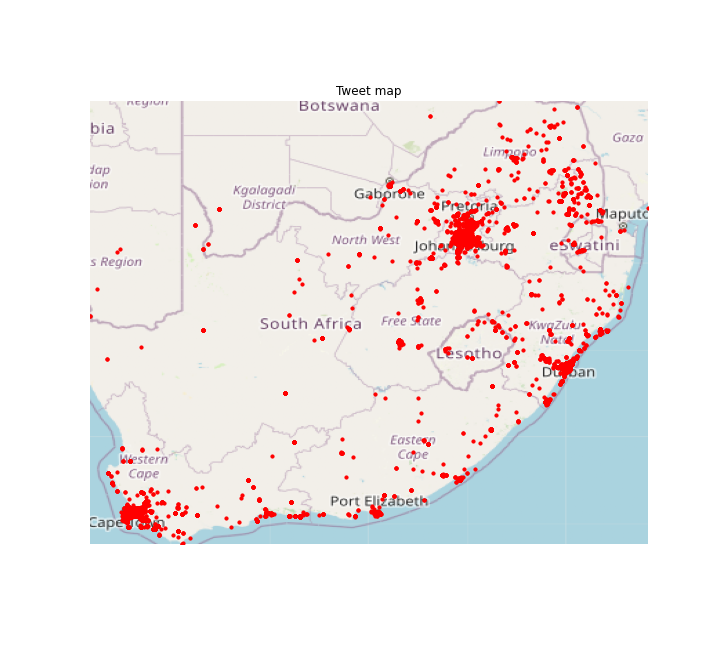 Tweet map
Region
Botswana
bia
Gaza
Limpopo
dap
ion
Gaborone
Kgalagadi
District
Pretoria
Maputo
North West
Johannesburg
eSwatini
s Region
South Africa
Free State
KwaZulu
Natal
Lesotho
Durban
Eastern
Cape
Western
Cape
Port Elizabeth
Cape Town